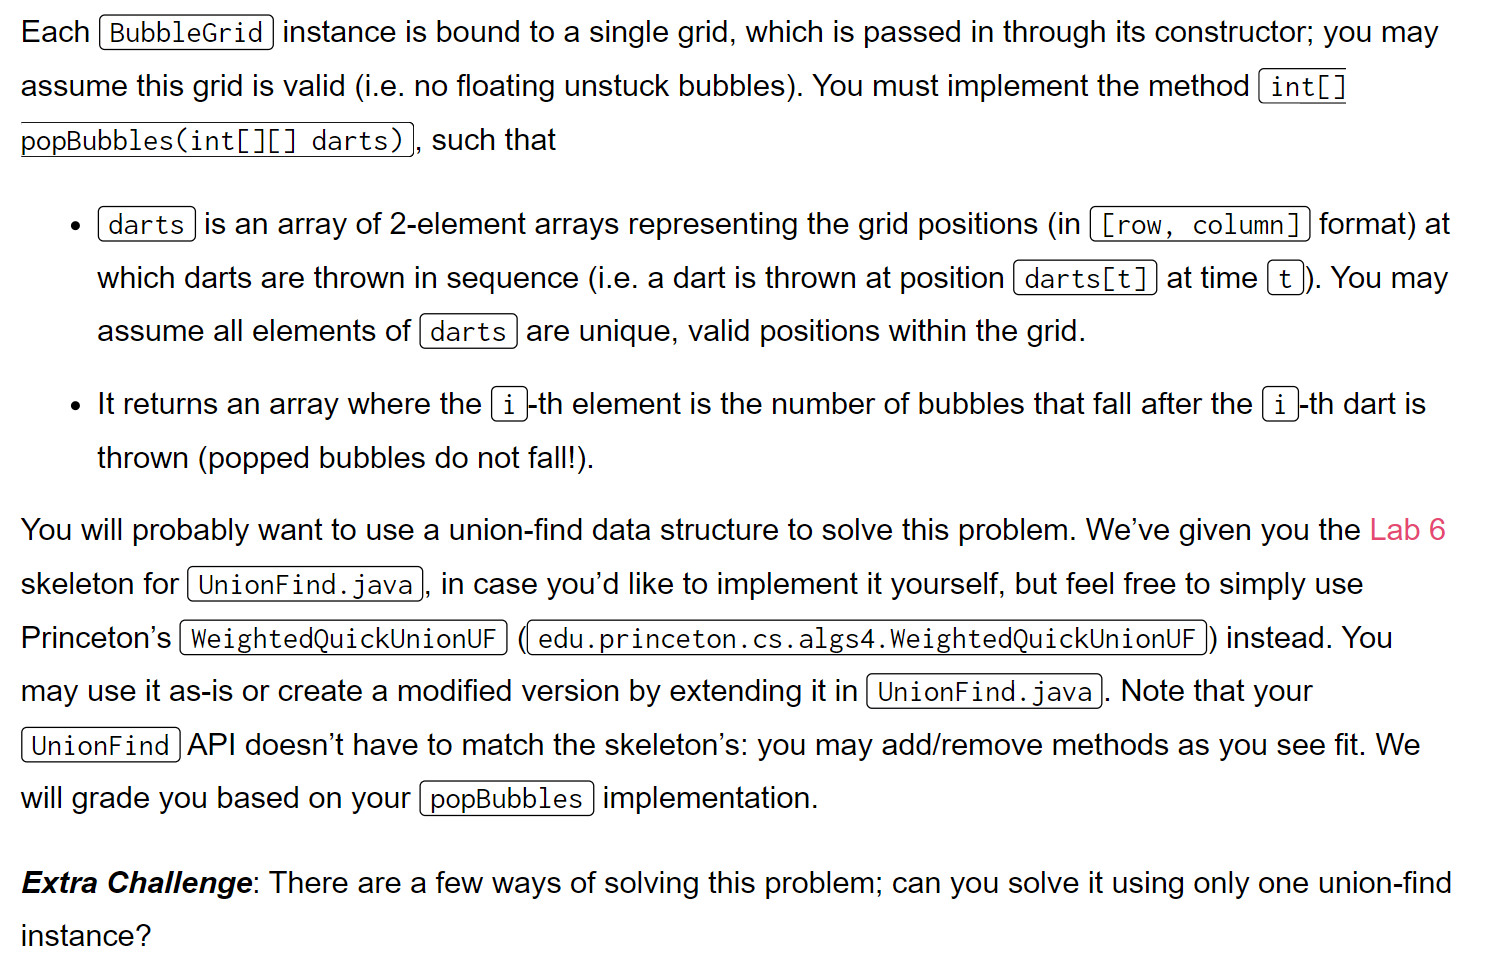 Each BubbleGrid instance is bound to a single grid, which is passed in through its constructor; you may
assume this grid is valid (i.e. no floating unstuck bubbles). You must implement the method int[]
popBubbles(int[][] darts), such that
• darts is an array of 2-element arrays representing the grid positions (in [row, column] format) at
which darts are thrown in sequence (i.e. a dart is thrown at position darts[t] at time t). You may
assume all elements of darts are unique, valid positions within the grid.
• It returns an array where the i-th element is the number of bubbles that fall after the i-th dart is
thrown (popped bubbles do not fall!).
You will probably want to use a union-find data structure to solve this problem. We’ve given you the Lab 6
skeleton for UnionFind.java, in case you’d like to implement it yourself, but feel free to simply use
Princeton’s WeightedQuickUnionUF (edu.princeton.cs.algs4.WeightedQuickUnionUF) instead. You
may use it as-is or create a modified version by extending it in UnionFind.java. Note that your
UnionFind API doesn’t have to match the skeleton’s: you may add/remove methods as you see fit. We
will grade you based on your popBubbles implementation.
Extra Challenge: There are a few ways of solving this problem; can you solve it using only one union-find
instance?